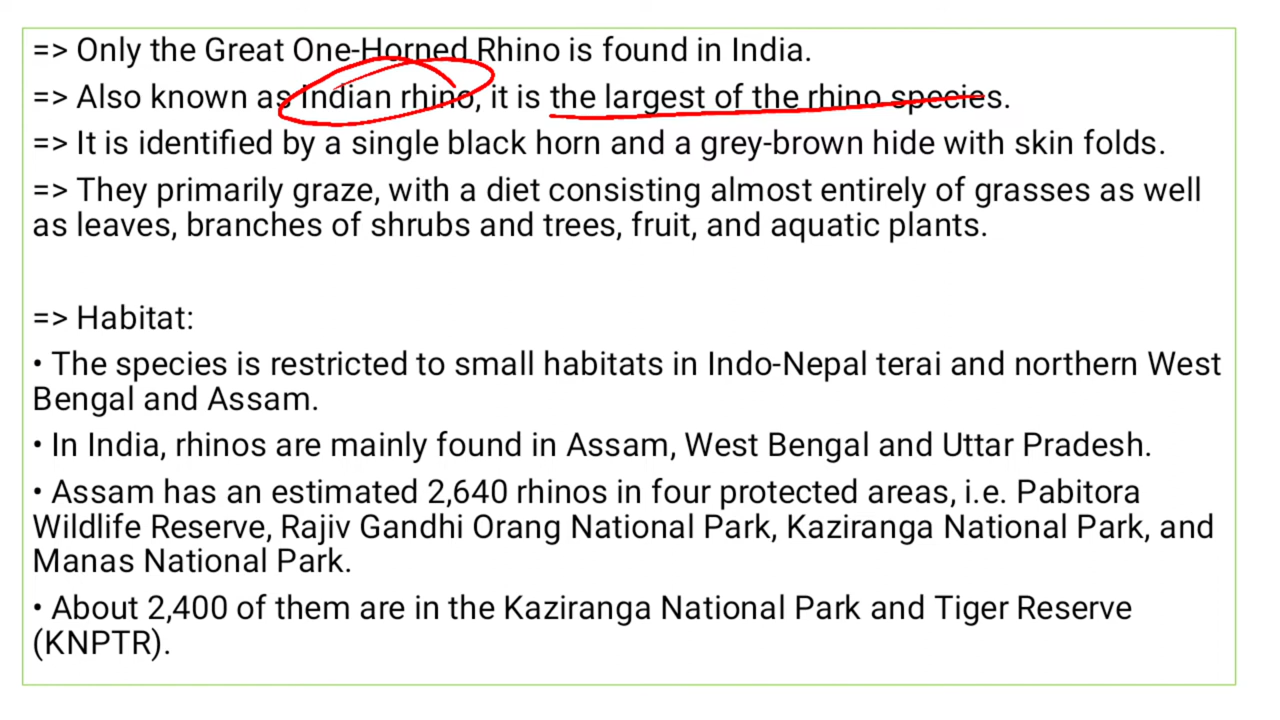 => Only the Great One-Horned Rhino is found in India.
=> Also known as Indian rhino, it is the largest of the rhino species.
=> It is identified by a single black horn and a grey-brown hide with skin folds.
=> They primarily graze, with a diet consisting almost entirely of grasses as well
as leaves, branches of shrubs and trees, fruit, and aquatic plants.
=> Habitat:
• The species is restricted to small habitats in Indo-Nepal terai and northern West
Bengal and Assam.
• In India, rhinos are mainly found in Assam, West Bengal and Uttar Pradesh.
• Assam has an estimated 2,640 rhinos in four protected areas, i.e. Pabitora
Wildlife Reserve, Rajiv Gandhi Orang National Park, Kaziranga National Park, and
Manas National Park.
• About 2,400 of them are in the Kaziranga National Park and Tiger Reserve
(KNPTR).